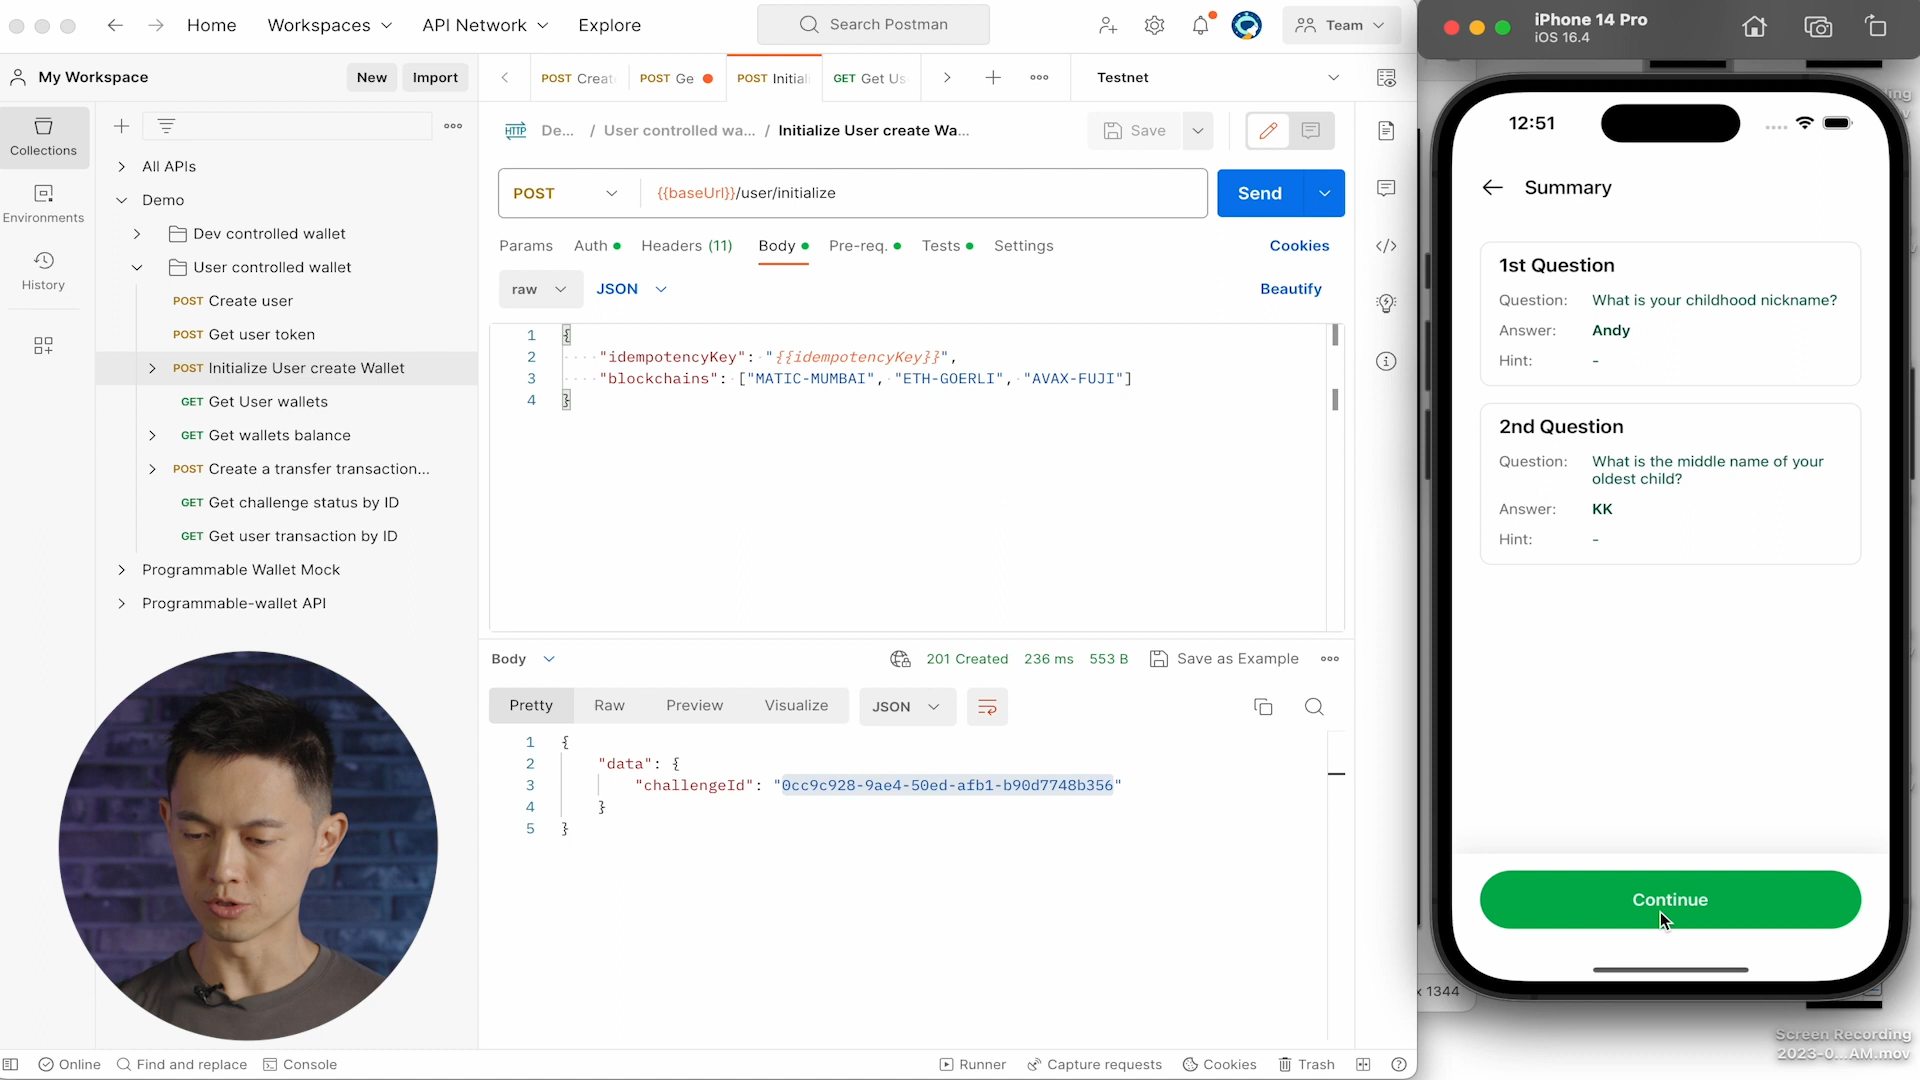 Home
Workspaces
API Network
Explore
Search Postman
Team
My Workspace
New
Import
POST Creat
POST Ge
POST Initial
GET Get Us
Testnet
Collections
Environments
History
All APIs
Demo
Dev controlled wallet
User controlled wallet
POST Create user
POST Get user token
POST Initialize User create Wallet
GET Get User wallets
GET Get wallets balance
POST Create a transfer transaction...
GET Get challenge status by ID
GET Get user transaction by ID
Programmable Wallet Mock
Programmable-wallet API
HTTP De... / User controlled wa... / Initialize User create Wa...
Save
POST
{{baseUrl}}/user/initialize
Send
Params
Auth
Headers (11)
Body
Pre-req.
Tests
Settings
Cookies
raw
JSON
Beautify
1 {
2 "idempotencyKey": "{{idempotencyKey}}",
3 "blockchains": ["MATIC-MUMBAI", "ETH-GOERLI", "AVAX-FUJI"]
4 }
Body
201 Created 236 ms 553 B
Save as Example
Pretty
Raw
Preview
Visualize
JSON
1 {
2 "data": {
3 "challengeId": "0cc9c928-9ae4-50ed-afb1-b90d7748b356"
4 }
5 }
Online
Find and replace
Console
Runner
Capture requests
Cookies
Trash
iPhone 14 Pro
iOS 16.4
12:51
Summary
1st Question
Question: What is your childhood nickname?
Answer: Andy
Hint: -
2nd Question
Question: What is the middle name of your
oldest child?
Answer: KK
Hint: -
Continue
x 1344
Screen Recording
2023-0...AM.mov